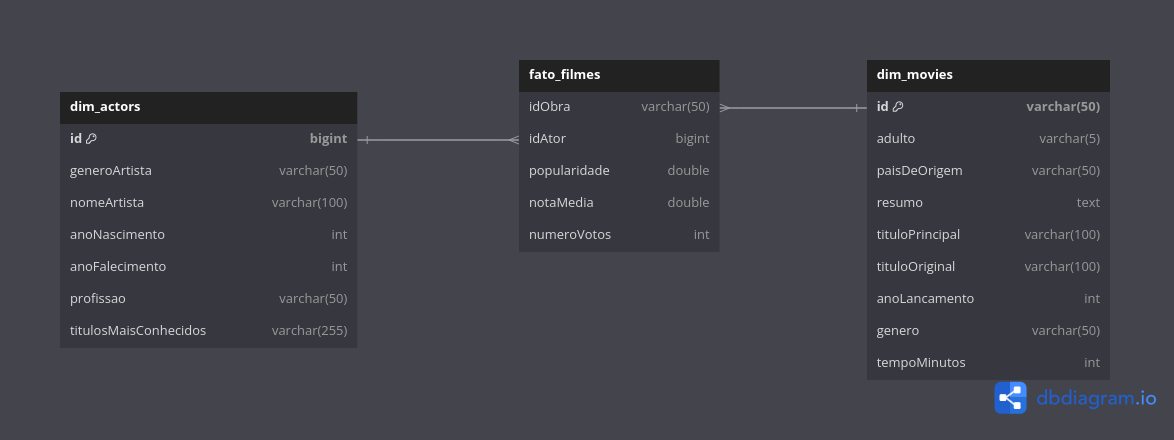 dim_actors
id bigint
generoArtista varchar(50)
nomeArtista varchar(100)
anoNascimento int
anoFalecimento int
profissao varchar(50)
titulosMaisConhecidos varchar(255)
fato_filmes
idObra varchar(50)
idAtor bigint
popularidade double
notaMedia double
numeroVotos int
dim_movies
id varchar(50)
adulto varchar(5)
paisDeOrigem varchar(50)
resumo text
tituloPrincipal varchar(100)
tituloOriginal varchar(100)
anoLancamento int
genero varchar(50)
tempoMinutos int
dbdiagram.io